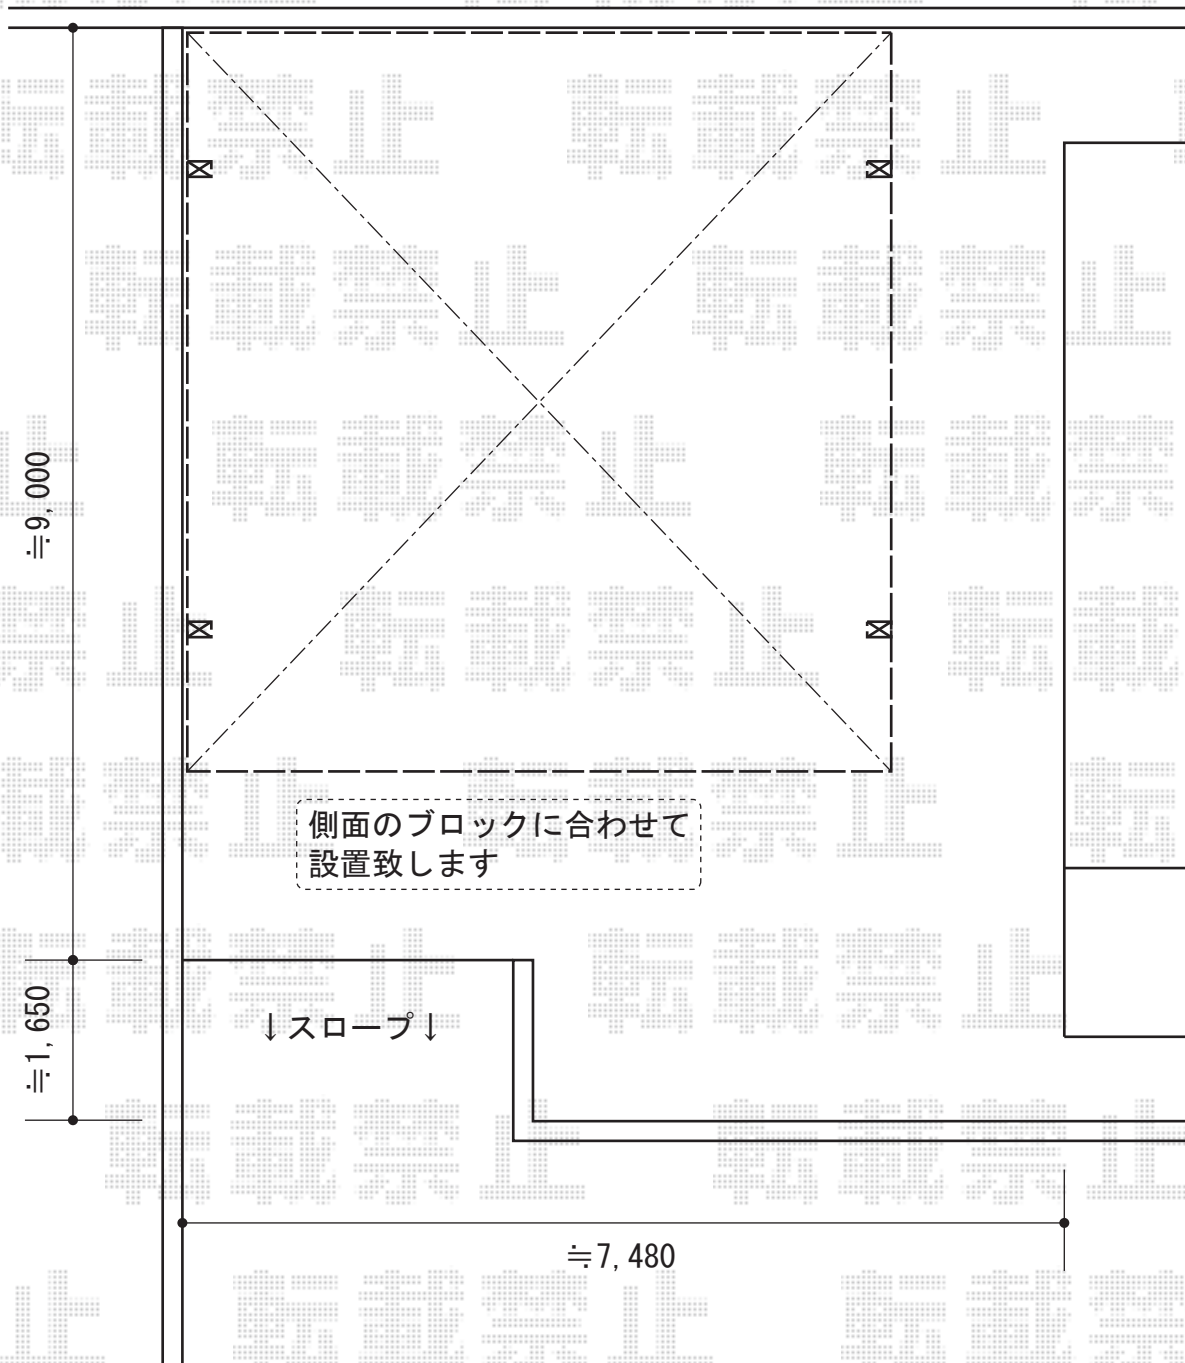 ≒9,000
側面のブロックに合わせて
設置致します
↓スロープ↓
≒1,650
≒7,480
転載禁止